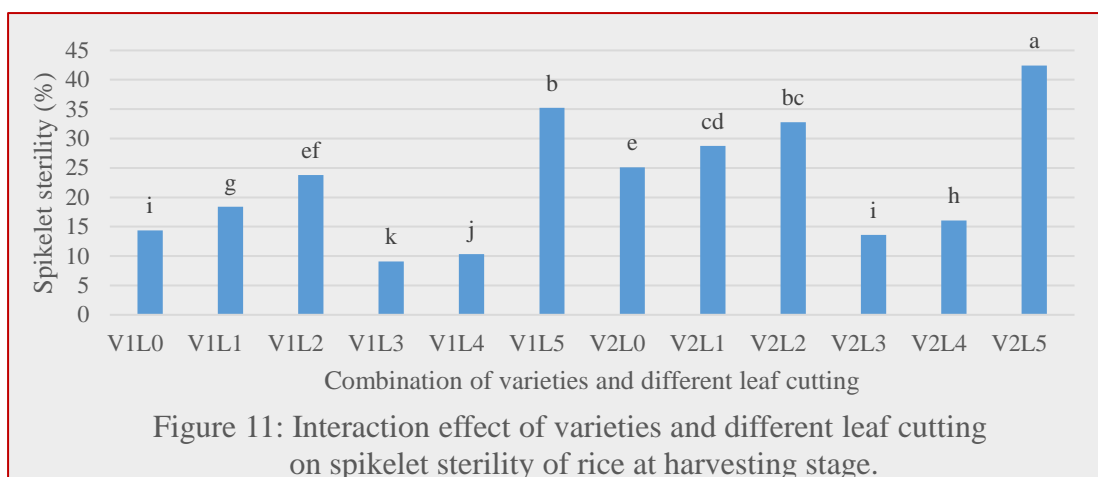 a
45
b
40
bc
35
cd
30
e
ef
25
g
20
h
i
i
15
j
k
10
5
0
Spikelet sterility (%)
V1L0 V1L1 V1L2 V1L3 V1L4 V1L5 V2L0 V2L1 V2L2 V2L3 V2L4 V2L5
Combination of varieties and different leaf cutting
Figure 11: Interaction effect of varieties and different leaf cutting
on spikelet sterility of rice at harvesting stage.